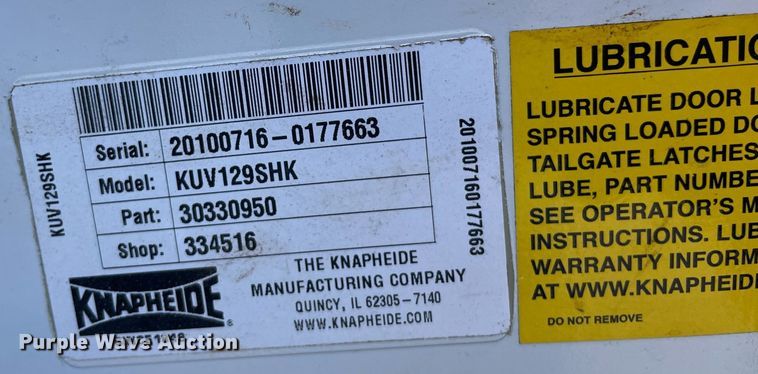 KUV129SHK
Serial: 20100716-0177663
Model: KUV129SHK
Part: 30330950
Shop: 334516
201007160177663
KNAPHEIDE
®
THE KNAPHEIDE
MANUFACTURING COMPANY
QUINCY, IL 62305-7140
WWW.KNAPHEIDE.COM
LUBRICATIO
LUBRICATE DOOR L
SPRING LOADED DO
TAILGATE LATCHES
LUBE, PART NUMBE
SEE OPERATOR'S M
INSTRUCTIONS. LUB
WARRANTY INFORM
AT WWW.KNAPHEIDE
DO NOT REMOVE
Purple Wave Auction